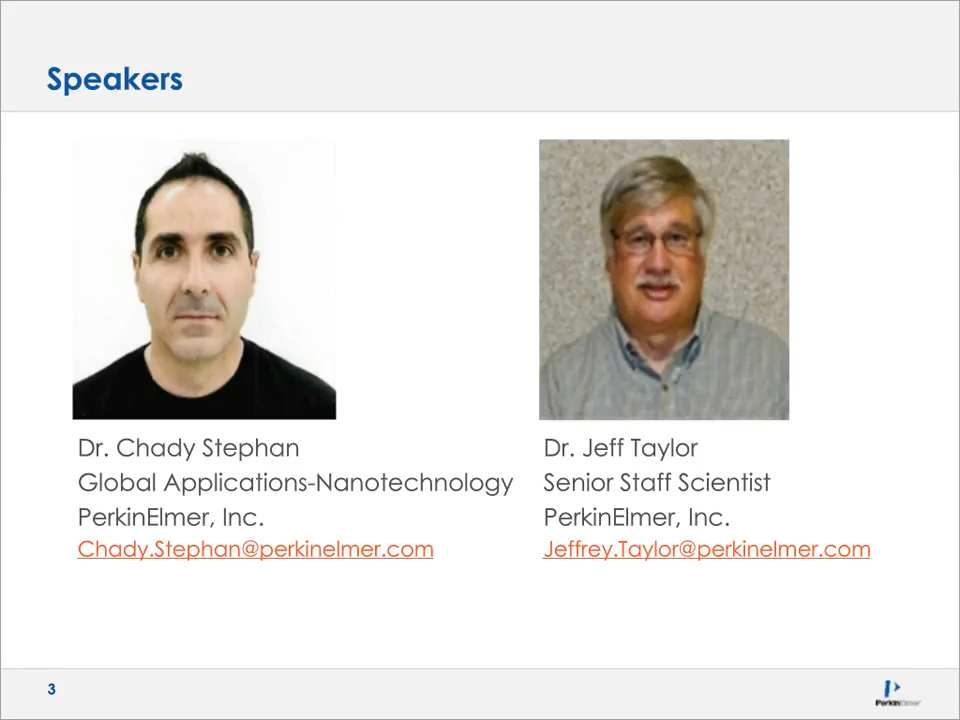 Speakers
Dr. Chady Stephan
Global Applications-Nanotechnology
PerkinElmer, Inc.
Chady.Stephan@perkinelmer.com
Dr. Jeff Taylor
Senior Staff Scientist
PerkinElmer, Inc.
Jeffrey.Taylor@perkinelmer.com
3
PerkinElmer